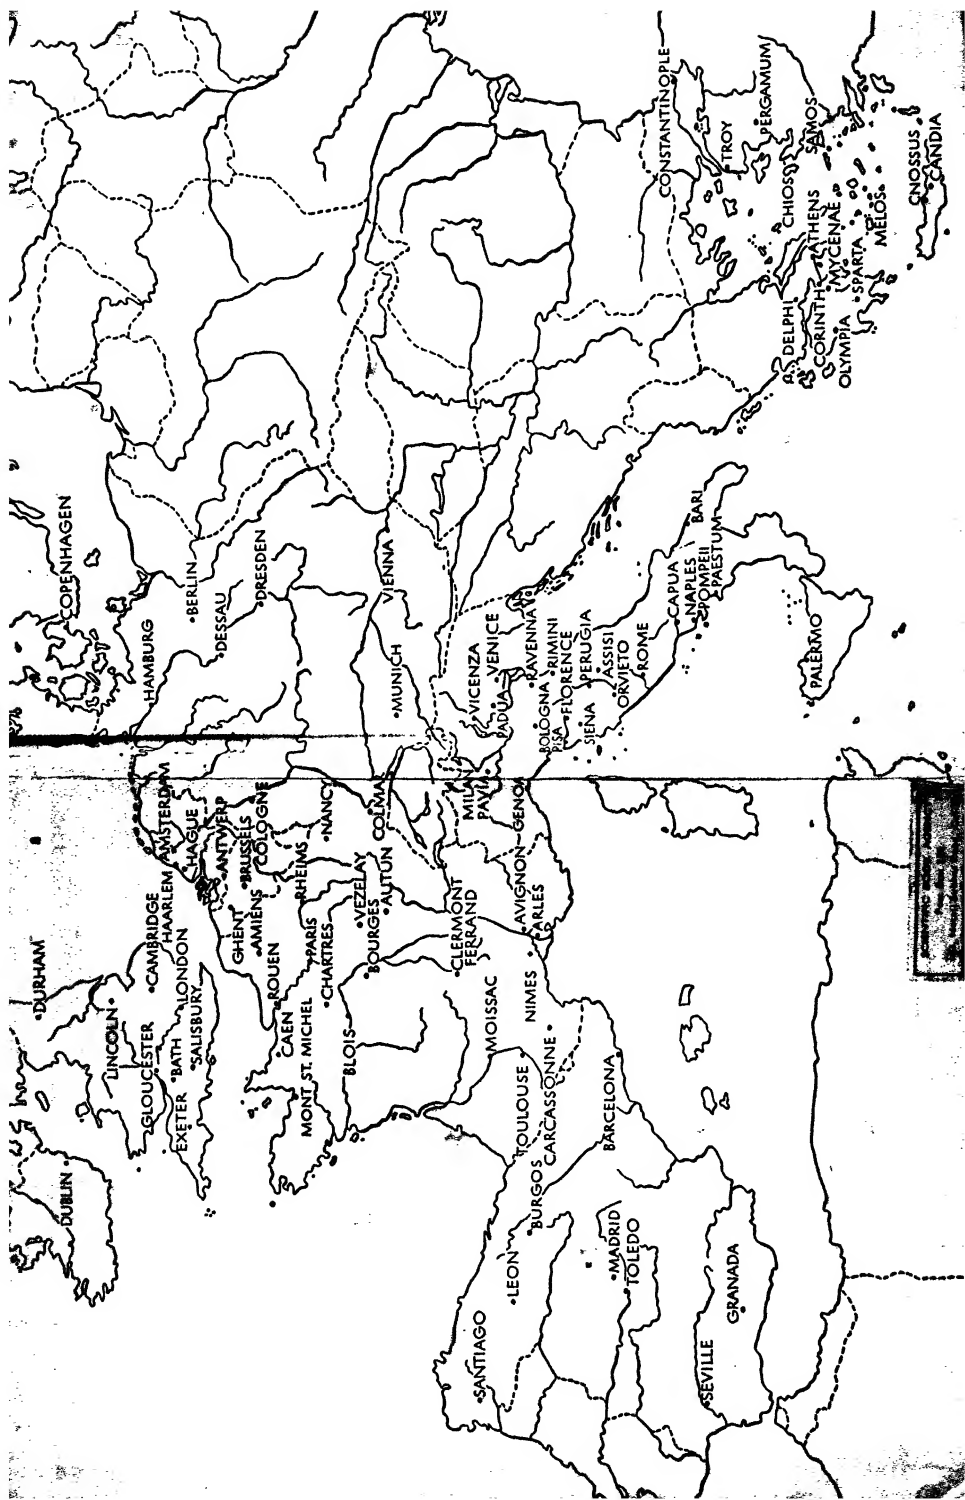 DURHAM
DUBLIN
LINCOLN
CAMBRIDGE
GLOUCESTER
LONDON
BATH
SALISBURY
EXETER
HAARLEM
AMSTERDAM
HAGUE
ANTWERP
BRUSSELS
COLOGNE
GHENT
AMIENS
ROUEN
CAEN
MONT ST. MICHEL
RHEIMS
PARIS
CHARTRES
NANCY
COLMAR
BLOIS
VEZELAY
BOURGES
AUTUN
CLERMONT
FERRAND
MOISSAC
AVIGNON
ARLES
NIMES
TOULOUSE
CARCASSONNE
BARCELONA
BURGOS
LEON
SANTIAGO
MADRID
TOLEDO
SEVILLE
GRANADA
COPENHAGEN
HAMBURG
BERLIN
DESSAU
DRESDEN
VIENNA
MUNICH
MILAN
PAVIA
GENOA
VICENZA
PADUA
VENICE
BOLOGNA
RAVENNA
PISA
RIMINI
FLORENCE
SIENA
PERUGIA
ASSISI
ORVIETO
ROME
CAPUA
NAPLES
POMPEII
PAESTUM
BARI
PALERMO
CONSTANTINOPLE
TROY
PERGAMUM
CHIOS
SAMOS
DELPHI
CORINTH
ATHENS
MYCENAE
OLYMPIA
SPARTA
MELOS
CNOSSUS
CANDIA